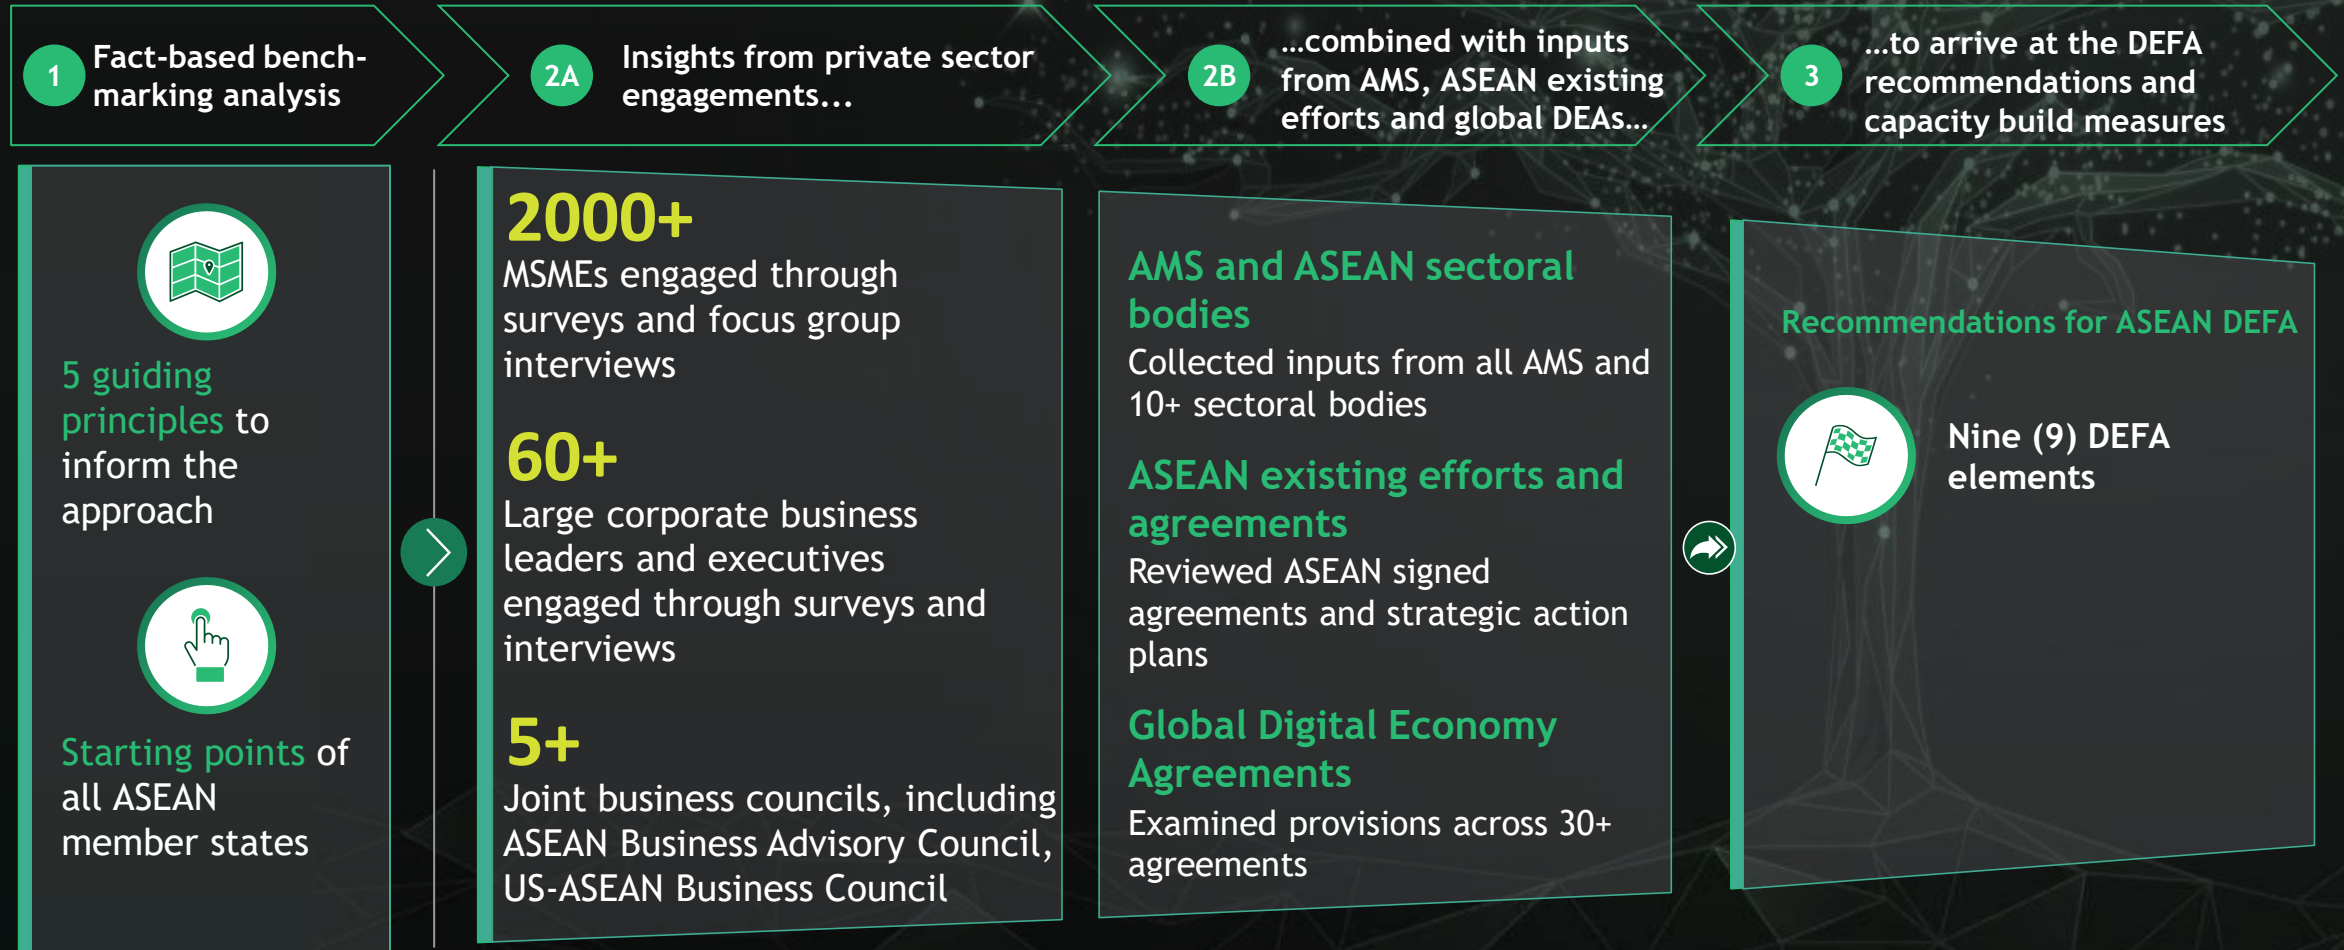 1
Fact-based bench-
marking analysis
2A
Insights from private sector
engagements...
2B
...combined with inputs
from AMS, ASEAN existing
efforts and global DEAs...
3
...to arrive at the DEFA
recommendations and
capacity build measures
5 guiding
principles to
inform the
approach
Starting points of
all ASEAN
member states
2000+
MSMEs engaged through
surveys and focus group
interviews
60+
Large corporate business
leaders and executives
engaged through surveys and
interviews
5+
Joint business councils, including
ASEAN Business Advisory Council,
US-ASEAN Business Council
AMS and ASEAN sectoral
bodies
Collected inputs from all AMS and
10+ sectoral bodies
ASEAN existing efforts and
agreements
Reviewed ASEAN signed
agreements and strategic action
plans
Global Digital Economy
Agreements
Examined provisions across 30+
agreements
Recommendations for ASEAN DEFA
Nine (9) DEFA
elements